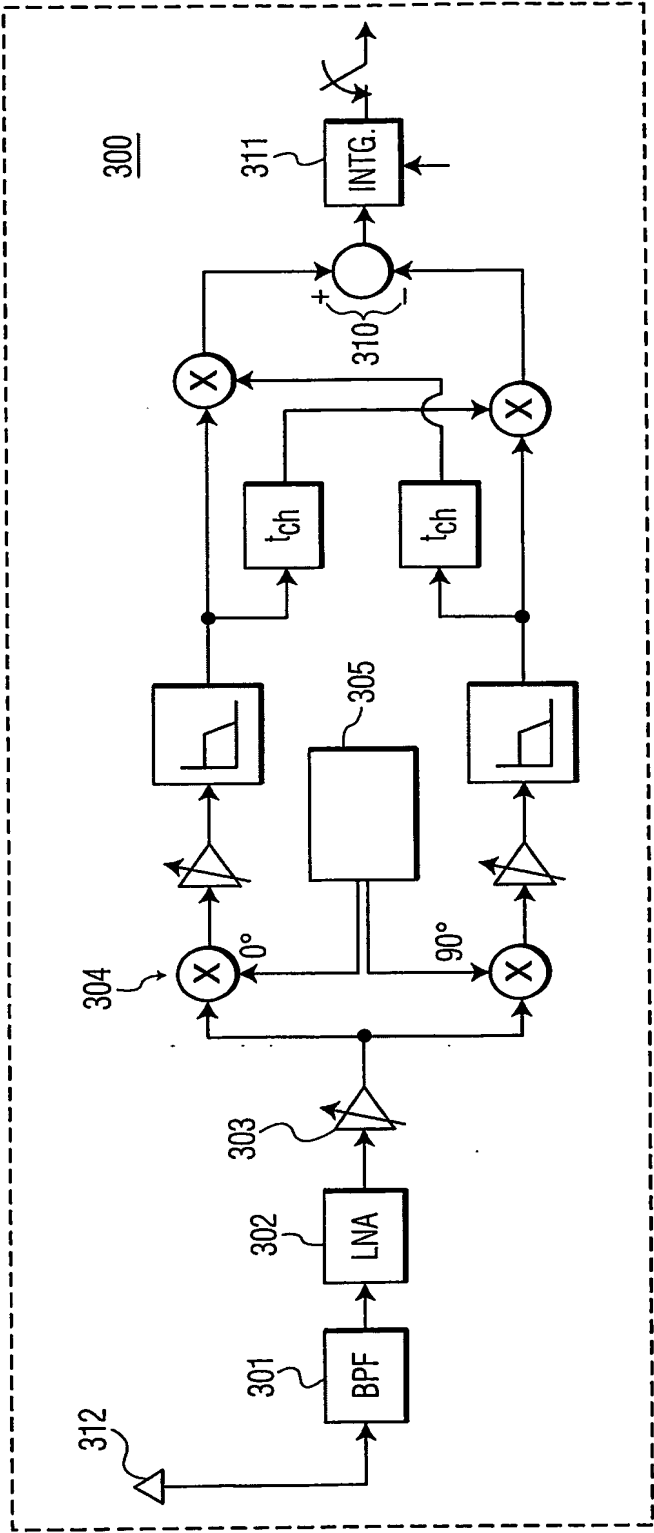 300
312
301
BPF
302
LNA
303
304
X
0°
90°
X
305
t_ch
t_ch
X
X
+
−
310
311
INTG.